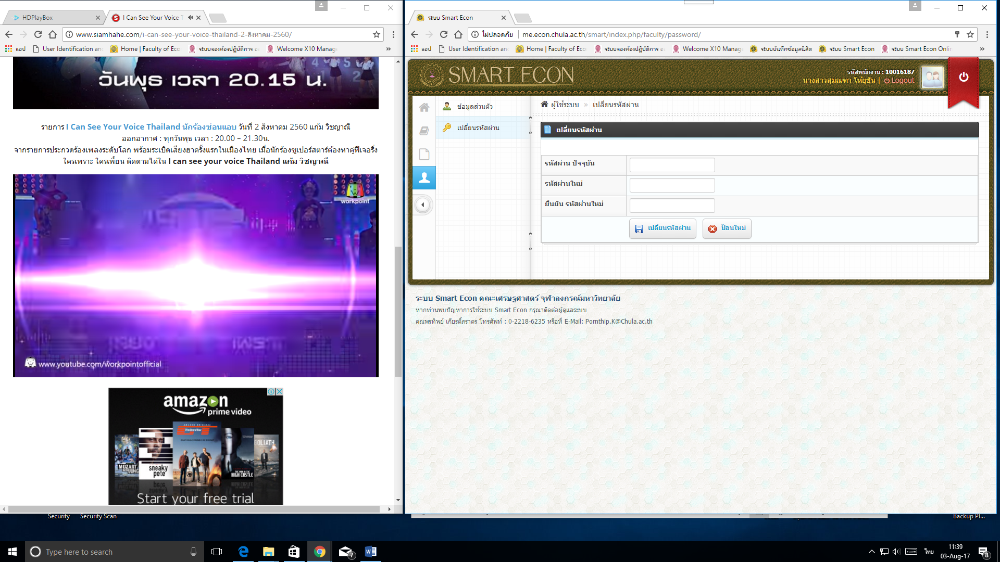 HDPlayBox
I Can See Your Voice T
www.siamhahe.com/i-can-see-your-voice-thailand-2-สิงหาคม-2560/
แอป
User Identification an
Home | Faculty of Eco
ระบบจองห้องปฏิบัติการ อ
Welcome X10 Manag
»
วันพุธ เวลา 20.15 น.
รายการ I Can See Your Voice Thailand นักร้องซ่อนแอบ วันที่ 2 สิงหาคม 2560 แก้ม วิชญาณี
ออกอากาศ : ทุกวันพุธ เวลา : 20.00 – 21.30น.
จากรายการประกวดร้องเพลงระดับโลก พร้อมระเบิดเสียงฮาครั้งแรกในเมืองไทย เมื่อนักร้องซูเปอร์สตาร์ต้องหาคู่ฟีเจอริ่ง
ใครเพราะ ใครเพี้ยน ติดตามได้ใน I can see your voice Thailand แก้ม วิชญาณี
workpoint
www.youtube.com/workpointofficial
amazon
prime video
MOZART
IN THE JUNGLE
sneaky
pete
GOLIATH
THE MAN IN THE
HIGH CASTLE
Start your free trial
ระบบ Smart Econ
ไม่ปลอดภัย
me.econ.chula.ac.th/smart/index.php/faculty/password/
แอป
User Identification an
Home | Faculty of Eco
ระบบจองห้องปฏิบัติการ อ
Welcome X10 Manag
ระบบบันทึกข้อมูลนิสิต
ระบบ Smart Econ
ระบบ Smart Econ Onlin
»
SMART ECON
รหัสพนักงาน : 10016187
นางสาวสุมณฑา โห้ยุขัน | Logout
ข้อมูลส่วนตัว
เปลี่ยนรหัสผ่าน
ผู้ใช้ระบบ » เปลี่ยนรหัสผ่าน
เปลี่ยนรหัสผ่าน
รหัสผ่าน ปัจจุบัน
รหัสผ่านใหม่
ยืนยัน รหัสผ่านใหม่
เปลี่ยนรหัสผ่าน
ป้อนใหม่
ระบบ Smart Econ คณะเศรษฐศาสตร์ จุฬาลงกรณ์มหาวิทยาลัย
หากท่านพบปัญหาการใช้ระบบ Smart Econ กรุณาติดต่อผู้ดูแลระบบ
คุณพรทิพย์ เกียรติ์ภราดร โทรศัพท์ : 0-2218-6235 หรือที่ E-Mail: Pornthip.K@Chula.ac.th
Security
Security Scan
Backup Pl...
Type here to search
7
ไทย
11:39
03-Aug-17
8